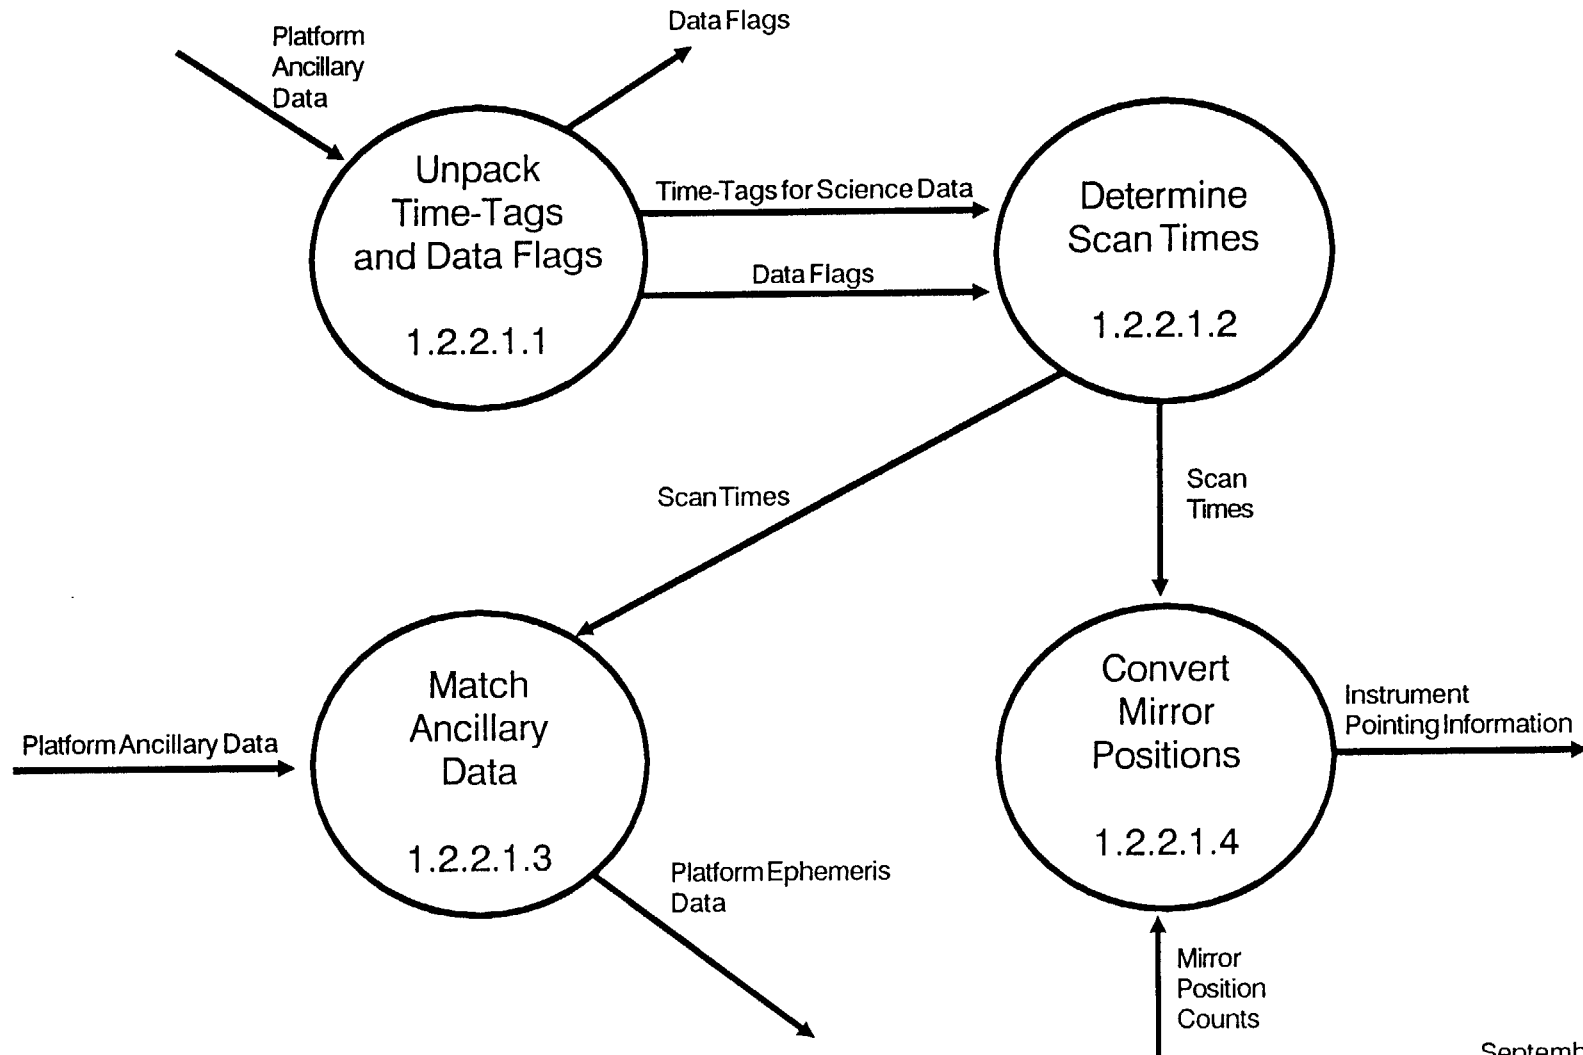 Platform
Ancillary
Data
Data Flags
Unpack
Time-Tags
and Data Flags
1.2.2.1.1
Time-Tags for Science Data
Data Flags
Determine
Scan Times
1.2.2.1.2
Scan Times
Scan
Times
Platform Ancillary Data
Match
Ancillary
Data
1.2.2.1.3
Platform Ephemeris
Data
Convert
Mirror
Positions
1.2.2.1.4
Instrument
Pointing Information
Mirror
Position
Counts